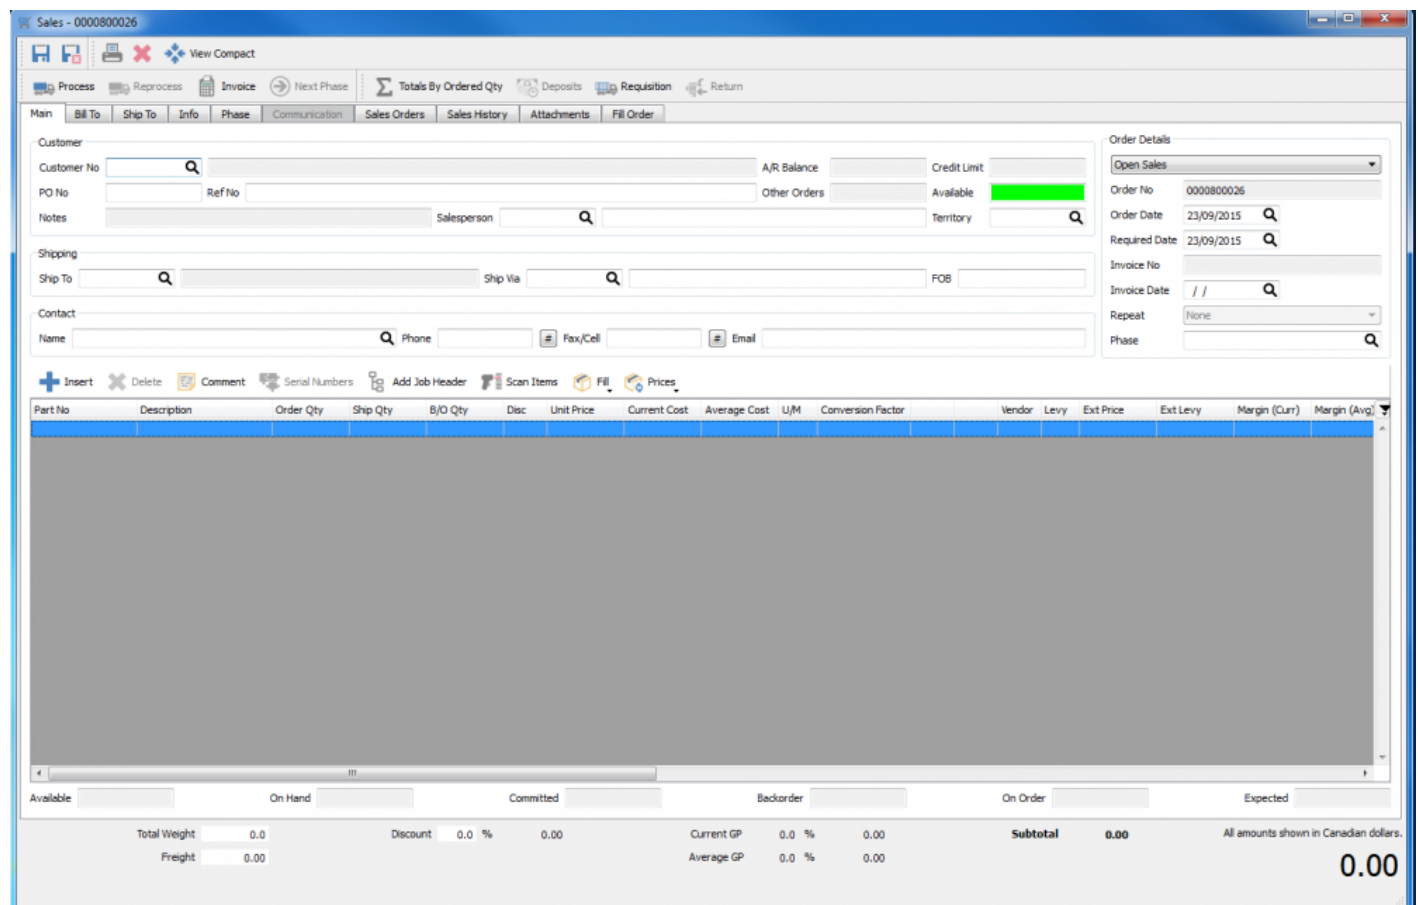 Sales - 0000800026
View Compact
Process Reprocess Invoice Next Phase Totals By Ordered Qty Deposits Requisition Return
Main Bill To Ship To Info Phase Communication Sales Orders Sales History Attachments Fill Order
Customer Order Details
Customer No A/R Balance Credit Limit Open Sales
PO No Ref No Other Orders Available Order No 0000800026
Notes Salesperson Territory Order Date 23/09/2015
Required Date 23/09/2015
Shipping
Invoice No
Ship To Ship Via FOB
Invoice Date / /
Contact Repeat None
Name Phone # Fax/Cell # Email Phase
Insert Delete Comment Serial Numbers Add Job Header Scan Items Fill Prices
Part No Description Order Qty Ship Qty B/O Qty Disc Unit Price Current Cost Average Cost U/M Conversion Factor Vendor Levy Ext Price Ext Levy Margin (Curr) Margin (Avg)
Available On Hand Committed Backorder On Order Expected
Total Weight 0.0 Discount 0.0 % 0.00 Current GP 0.0 % 0.00 Subtotal 0.00 All amounts shown in Canadian dollars.
Freight 0.00 Average GP 0.0 % 0.00 0.00